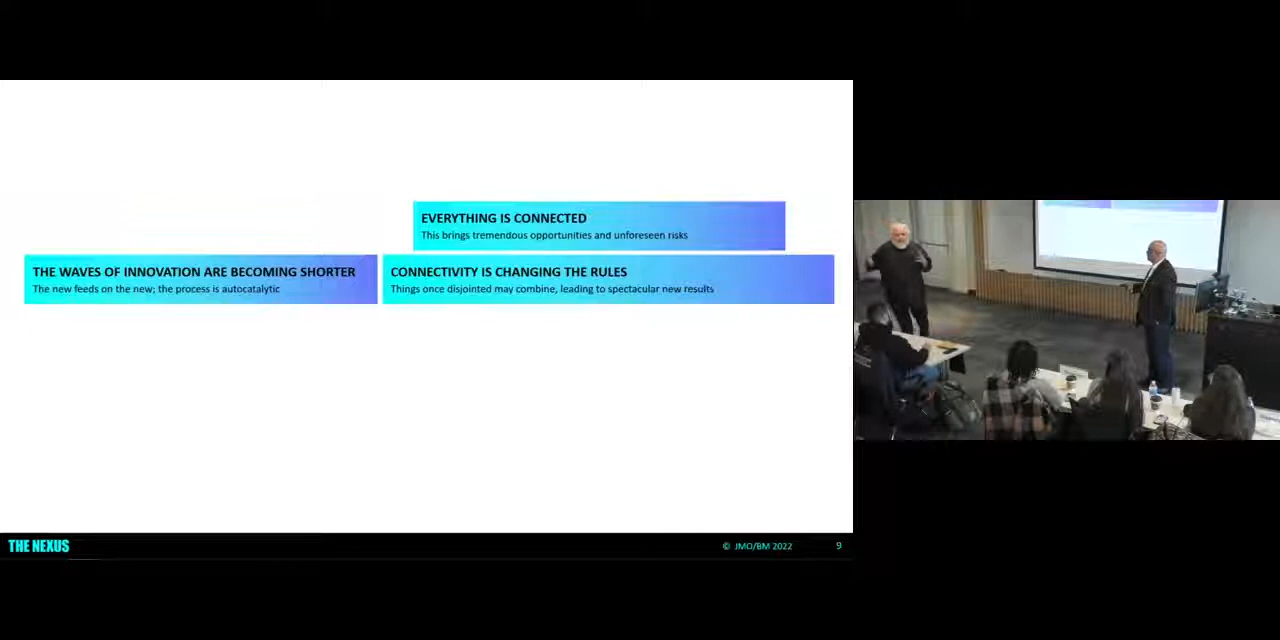 EVERYTHING IS CONNECTED
This brings tremendous opportunities and unforeseen risks
THE WAVES OF INNOVATION ARE BECOMING SHORTER
The new feeds on the new; the process is autocatalytic
CONNECTIVITY IS CHANGING THE RULES
Things once disjointed may combine, leading to spectacular new results
THE NEXUS
© JMO/BM 2022
9